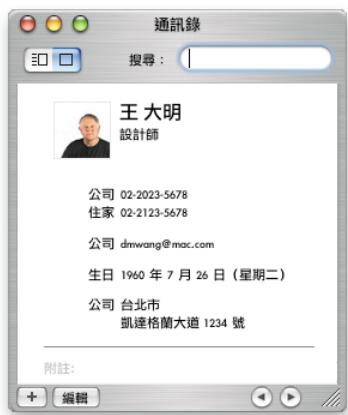 通訊錄
搜尋：
王 大明
設計師
公司 02-2023-5678
住家 02-2123-5678
公司 dmwang@mac.com
生日 1960 年 7 月 26 日（星期二）
公司 台北市
凱達格蘭大道 1234 號
附註:
+ 編輯